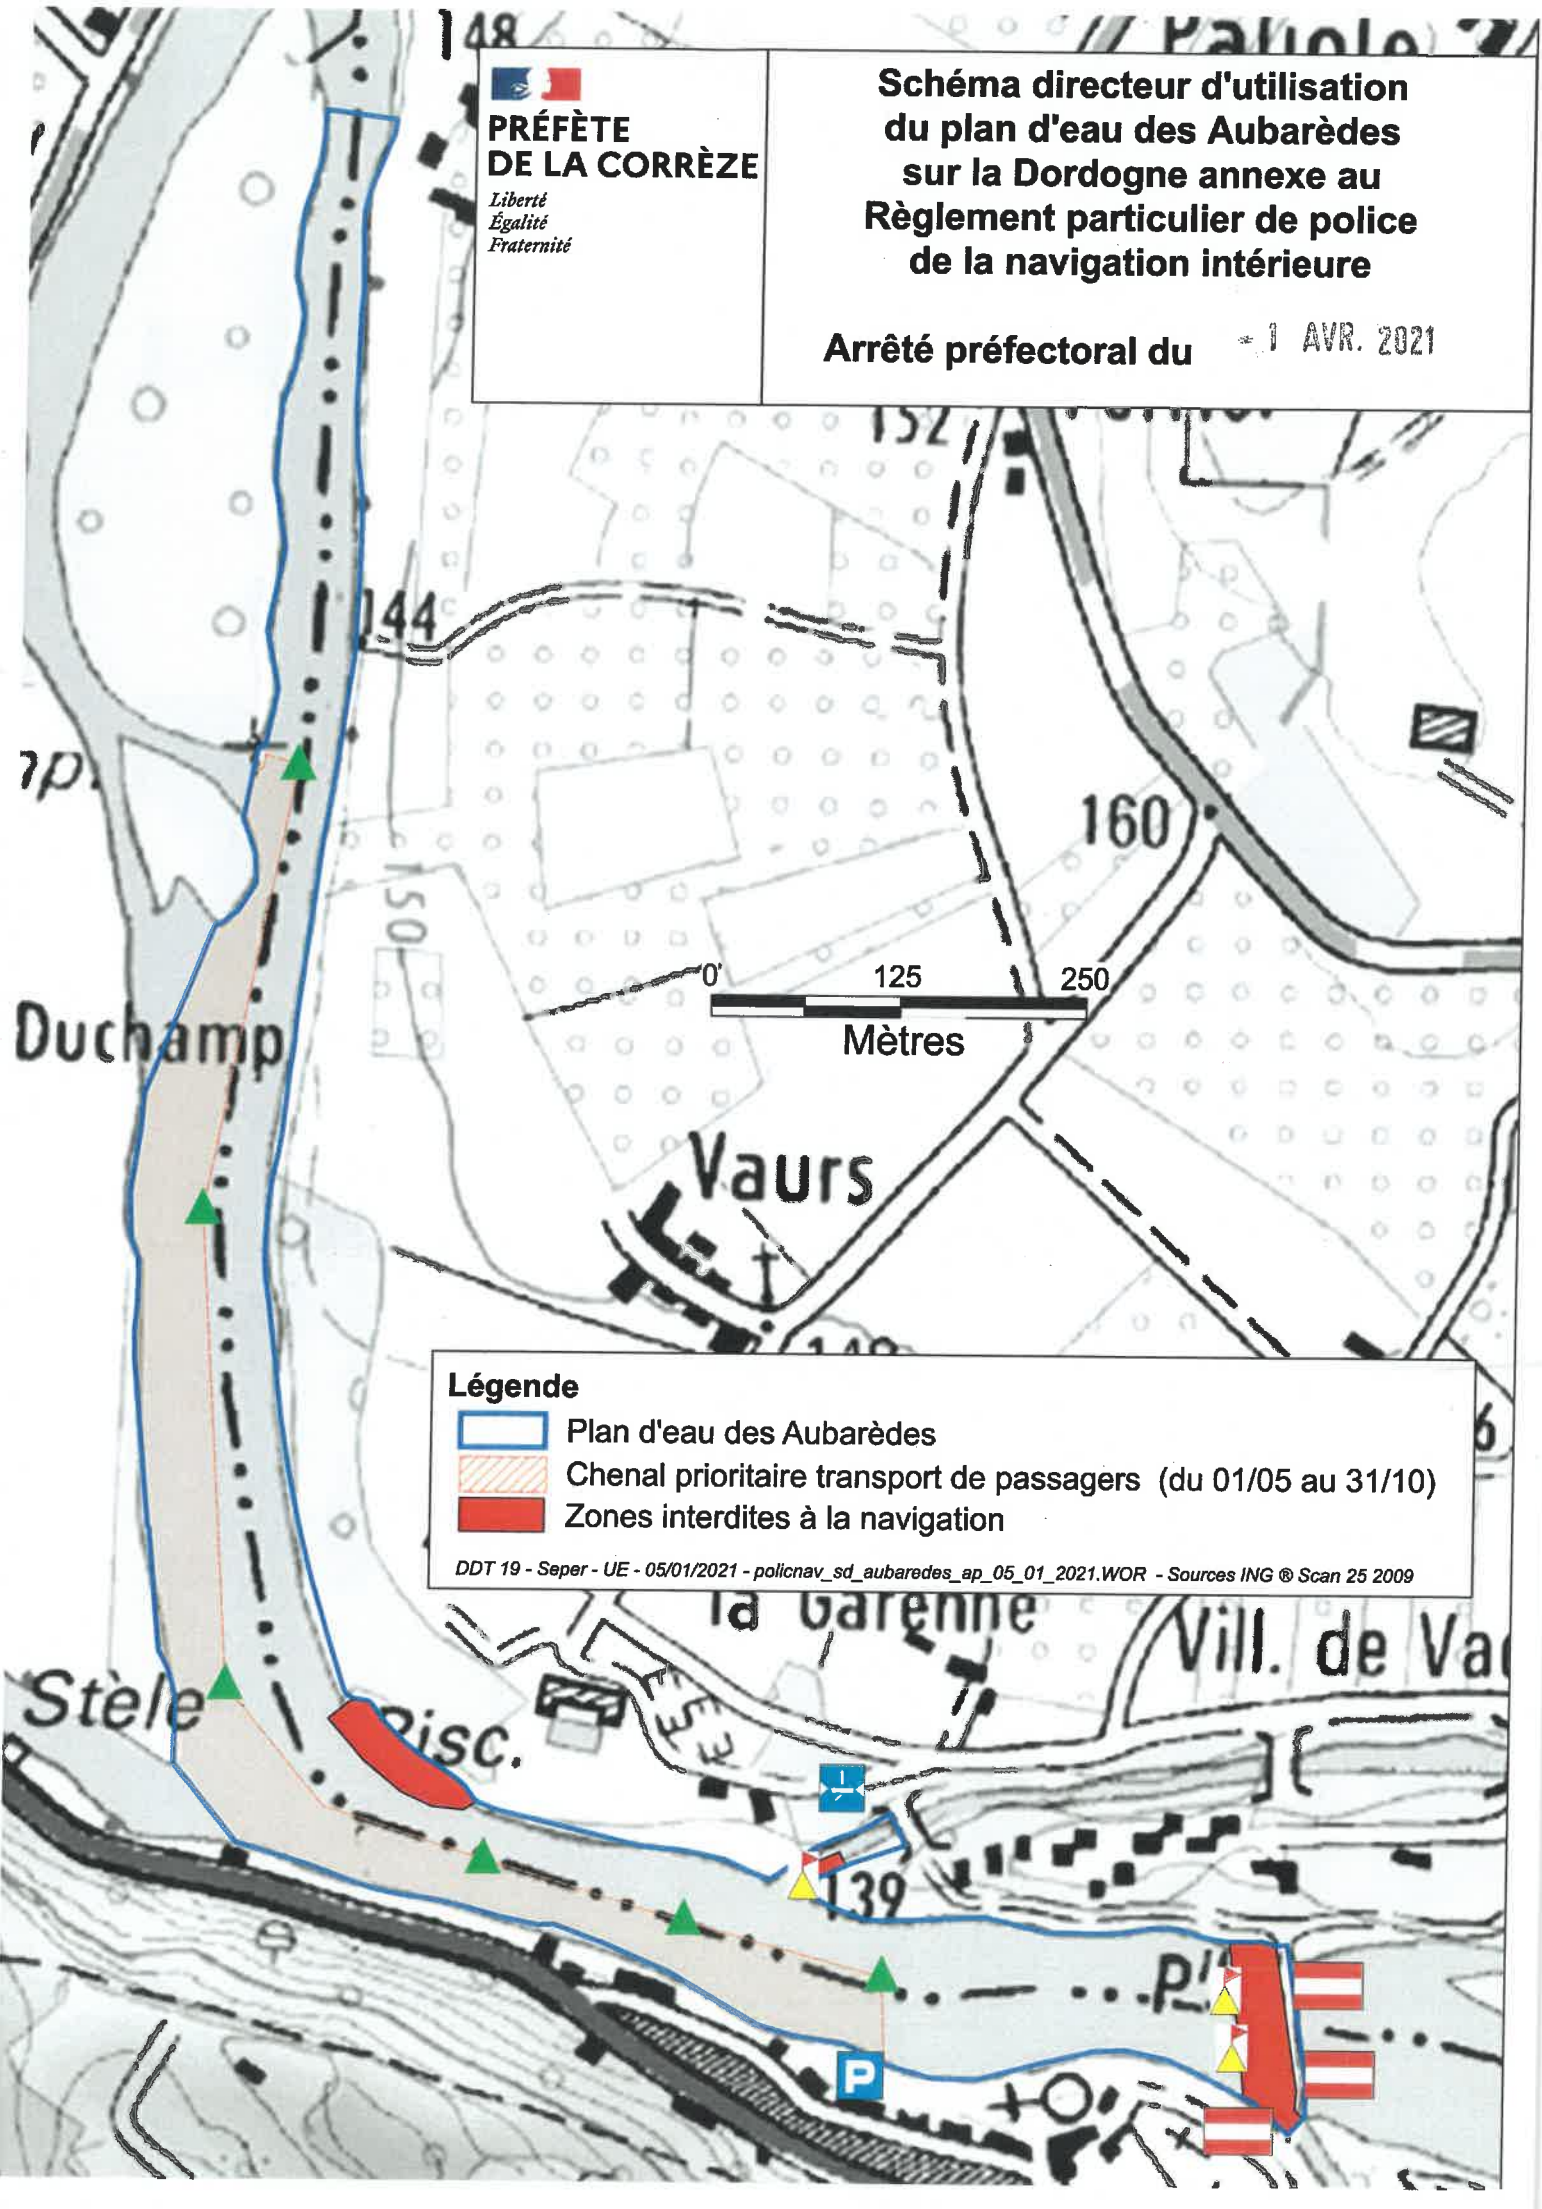 148
PRÉFÈTE
DE LA CORRÈZE
Liberté
Égalité
Fraternité
Schéma directeur d'utilisation
du plan d'eau des Aubarèdes
sur la Dordogne annexe au
Règlement particulier de police
de la navigation intérieure
Arrêté préfectoral du - 1 AVR. 2021
152
144
160
150
0 125 250
Mètres
Duchamp
Vaurs
Légende
Plan d'eau des Aubarèdes
Chenal prioritaire transport de passagers (du 01/05 au 31/10)
Zones interdites à la navigation
DDT 19 - Seper - UE - 05/01/2021 - policnav_sd_aubaredes_ap_05_01_2021.WOR - Sources ING ® Scan 25 2009
6
la Garenne
Vill. de Va
Stèle
Pisc.
139
P